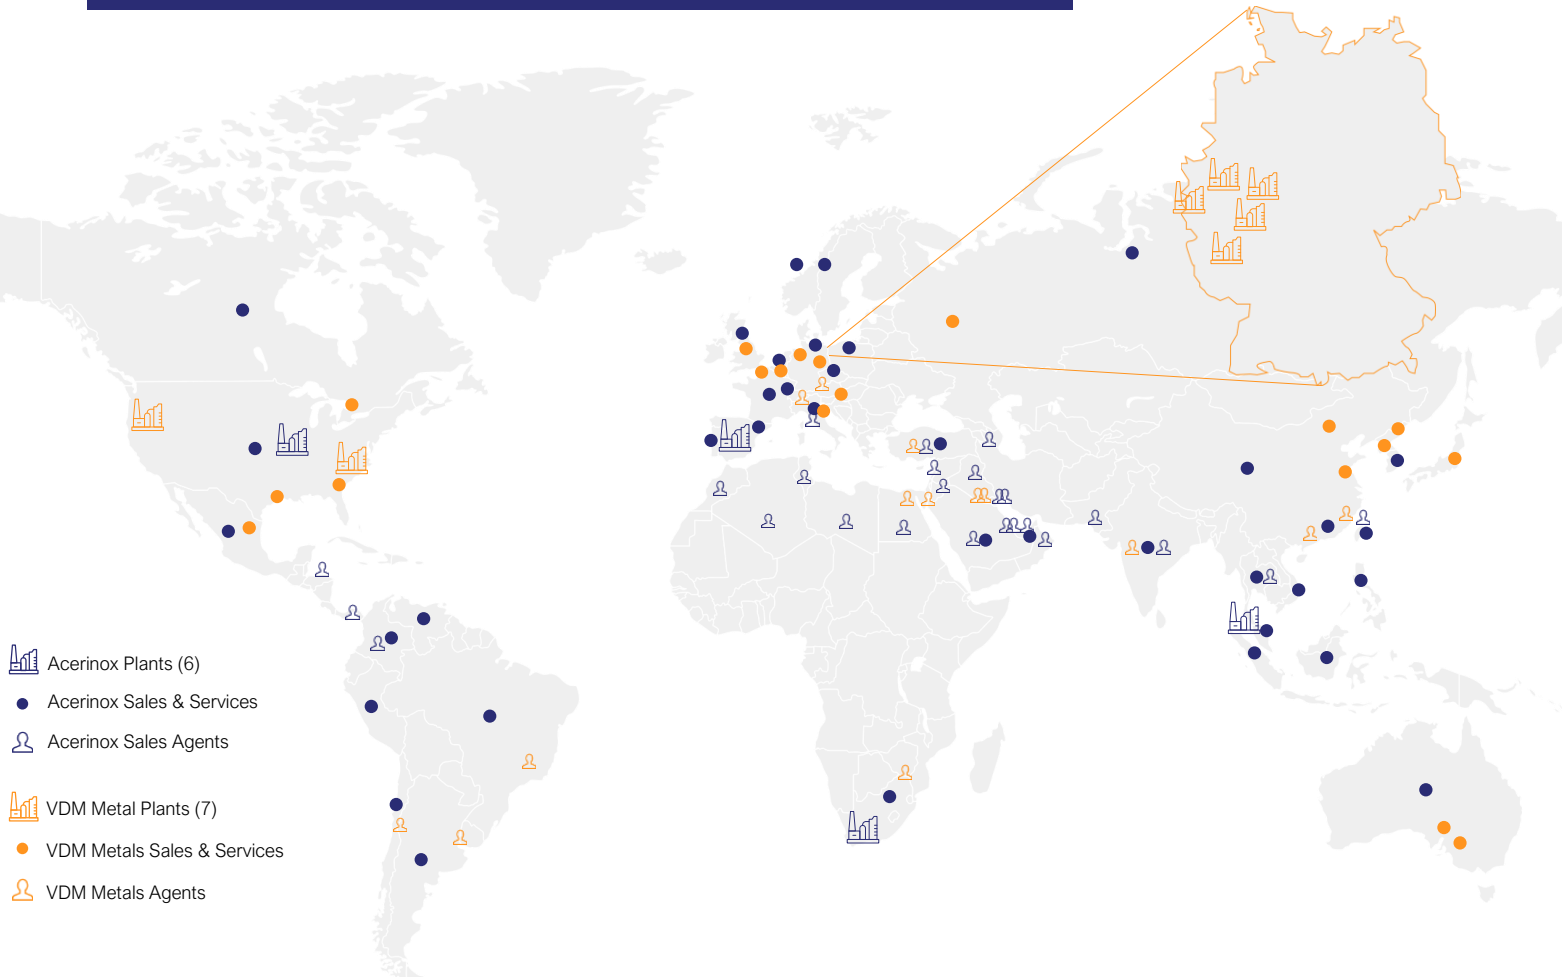 Acerinox Plants (6)
Acerinox Sales & Services
Acerinox Sales Agents
VDM Metal Plants (7)
VDM Metals Sales & Services
VDM Metals Agents